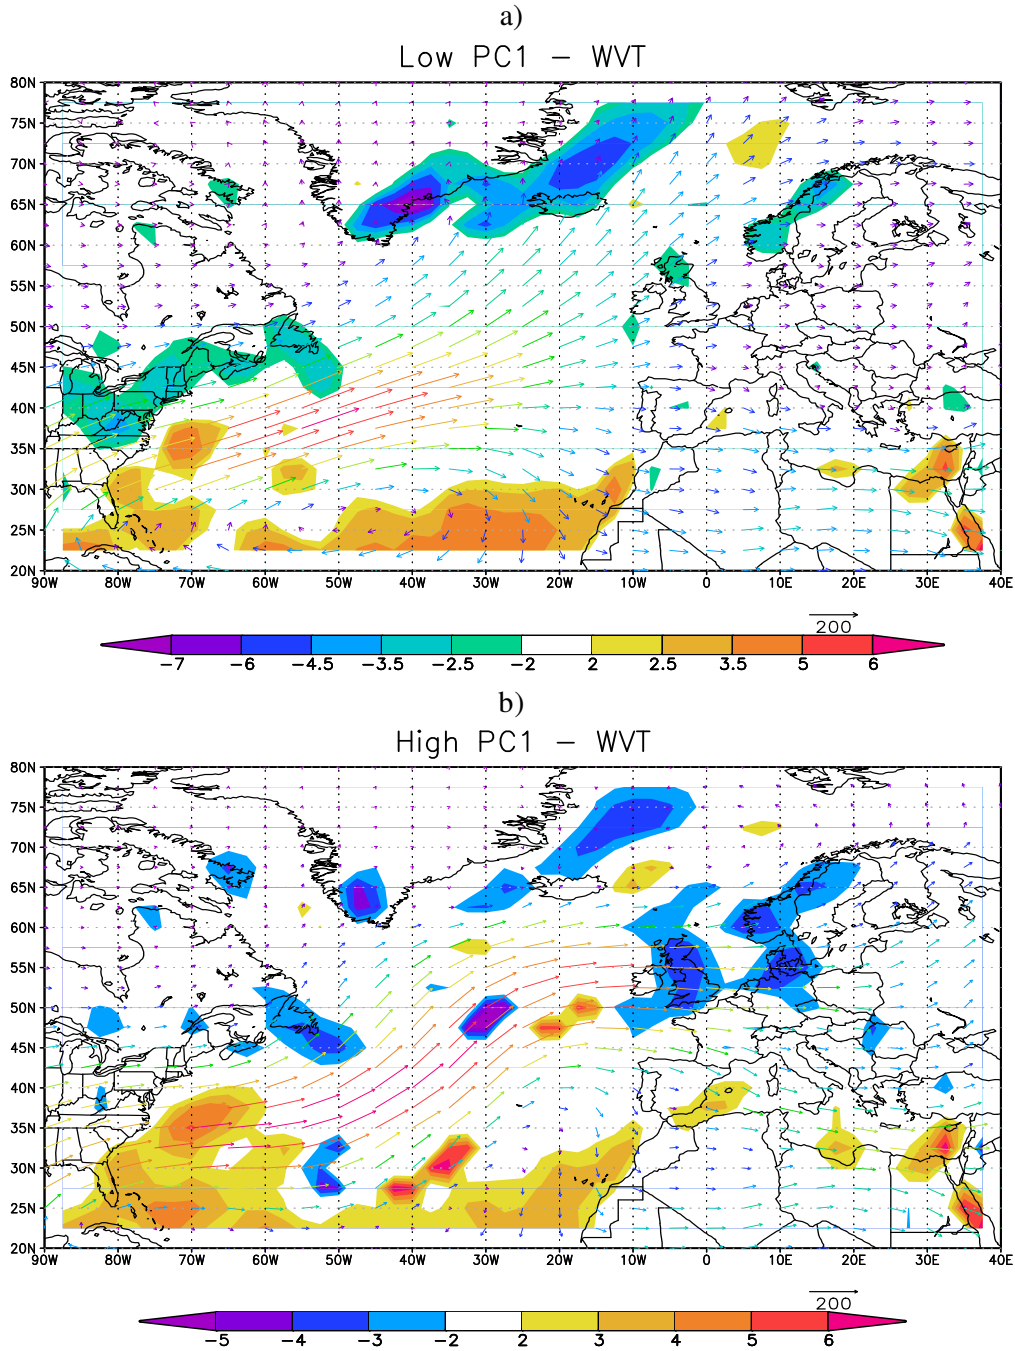 a)
Low PC1 – WVT
80N
75N
70N
65N
60N
55N
50N
45N
40N
35N
30N
25N
20N
90W 80W 70W 60W 50W 40W 30W 20W 10W 0 10E 20E 30E 40E
200
−7 −6 −4.5 −3.5 −2.5 −2 2 2.5 3.5 5 6
b)
High PC1 – WVT
80N
75N
70N
65N
60N
55N
50N
45N
40N
35N
30N
25N
20N
90W 80W 70W 60W 50W 40W 30W 20W 10W 0 10E 20E 30E 40E
200
−5 −4 −3 −2 2 3 4 5 6